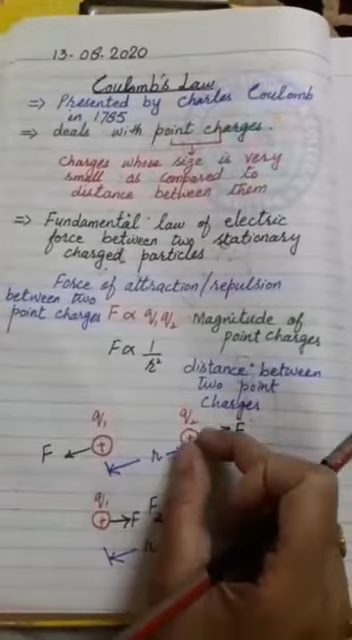 13-08-2020
Coulomb's Law
⇒ Presented by Charles Coulomb
in 1785
⇒ deals with point charges.
Charges whose size is very
small as compared to
distance between them
⇒ Fundamental law of electric
force between two stationary
charged particles
Force of attraction/repulsion
between two
point charges F ∝ q₁q₂ Magnitude of
point charges
F ∝ 1/r²
distance between
two point
charges
q₁ q₂
F + r + F
q₁
+ F F
r